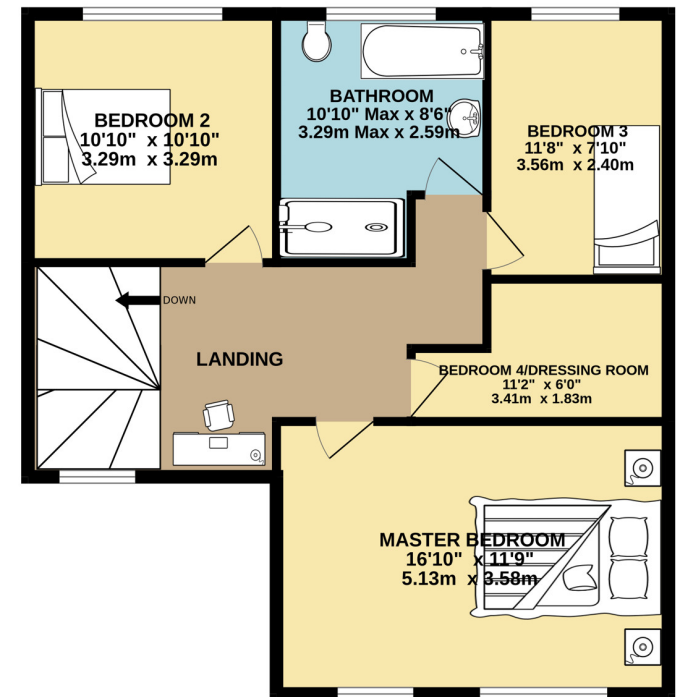 BEDROOM 2
10'10" x 10'10"
3.29m x 3.29m
BATHROOM
10'10" Max x 8'6"
3.29m Max x 2.59m
BEDROOM 3
11'8" x 7'10"
3.56m x 2.40m
DOWN
LANDING
BEDROOM 4/DRESSING ROOM
11'2" x 6'0"
3.41m x 1.83m
MASTER BEDROOM
16'10" x 11'9"
5.13m x 3.58m